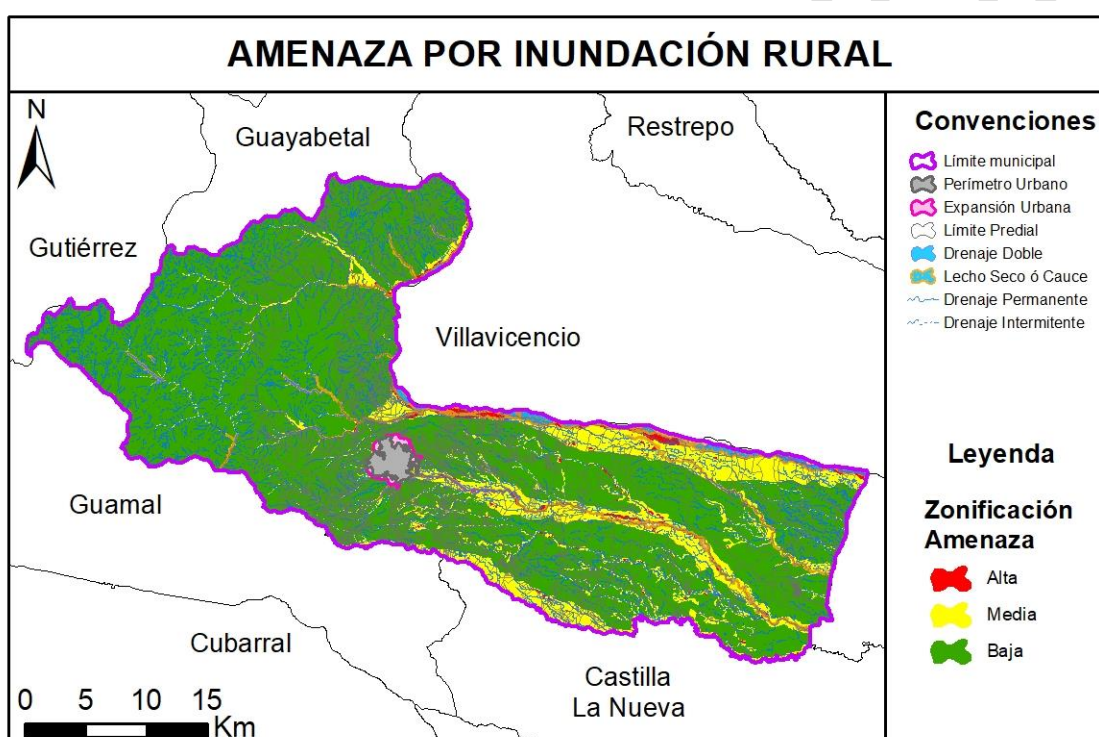 AMENAZA POR INUNDACIÓN RURAL
N
Guayabetal
Restrepo
Gutiérrez
Villavicencio
Guamal
Cubarral
Castilla
La Nueva
0 5 10 15
Km
Convenciones
Límite municipal
Perímetro Urbano
Expansión Urbana
Límite Predial
Drenaje Doble
Lecho Seco ó Cauce
Drenaje Permanente
Drenaje Intermitente
Leyenda
Zonificación
Amenaza
Alta
Media
Baja